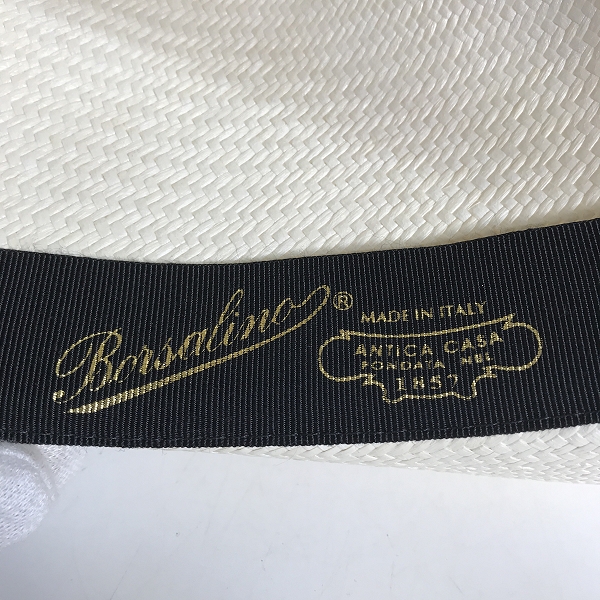 Borsalino®
MADE IN ITALY
ANTICA CASA
FONDATA NEL
1857